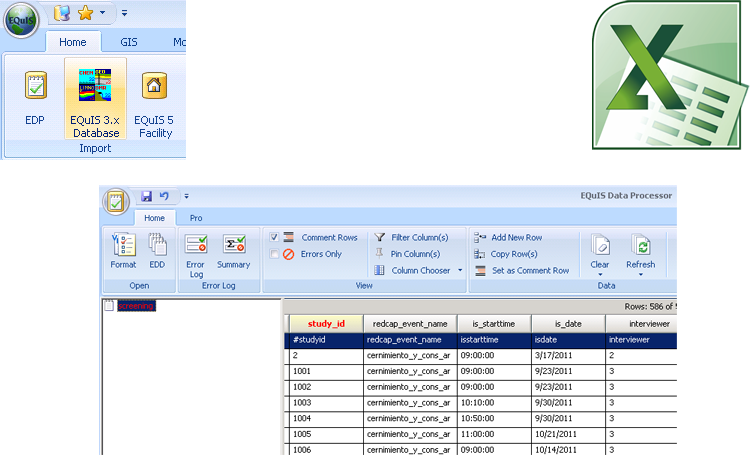 EQuIS
Home GIS Mo
EDP EQuIS 3.x Database EQuIS 5 Facility
Import
EQuIS Data Processor
Home Pro
Format EDD Error Log Summary
Comment Rows Filter Column(s) Add New Row
Errors Only Pin Column(s) Copy Row(s)
Column Chooser Set as Comment Row
Clear Refresh
Open Error Log View Data
screening
Rows: 586 of
study_id redcap_event_name is_starttime is_date interviewer
#studyid redcap_event_name isstarttime isdate interviewer
2 cernimiento_y_cons_ar 09:00:00 3/17/2011 2
1001 cernimiento_y_cons_ar 09:00:00 9/23/2011 3
1002 cernimiento_y_cons_ar 09:00:00 9/23/2011 3
1003 cernimiento_y_cons_ar 10:10:00 9/30/2011 3
1004 cernimiento_y_cons_ar 10:50:00 9/30/2011 3
1005 cernimiento_y_cons_ar 11:00:00 10/21/2011 3
1006 cernimiento_y_cons_ar 09:00:00 10/14/2011 3